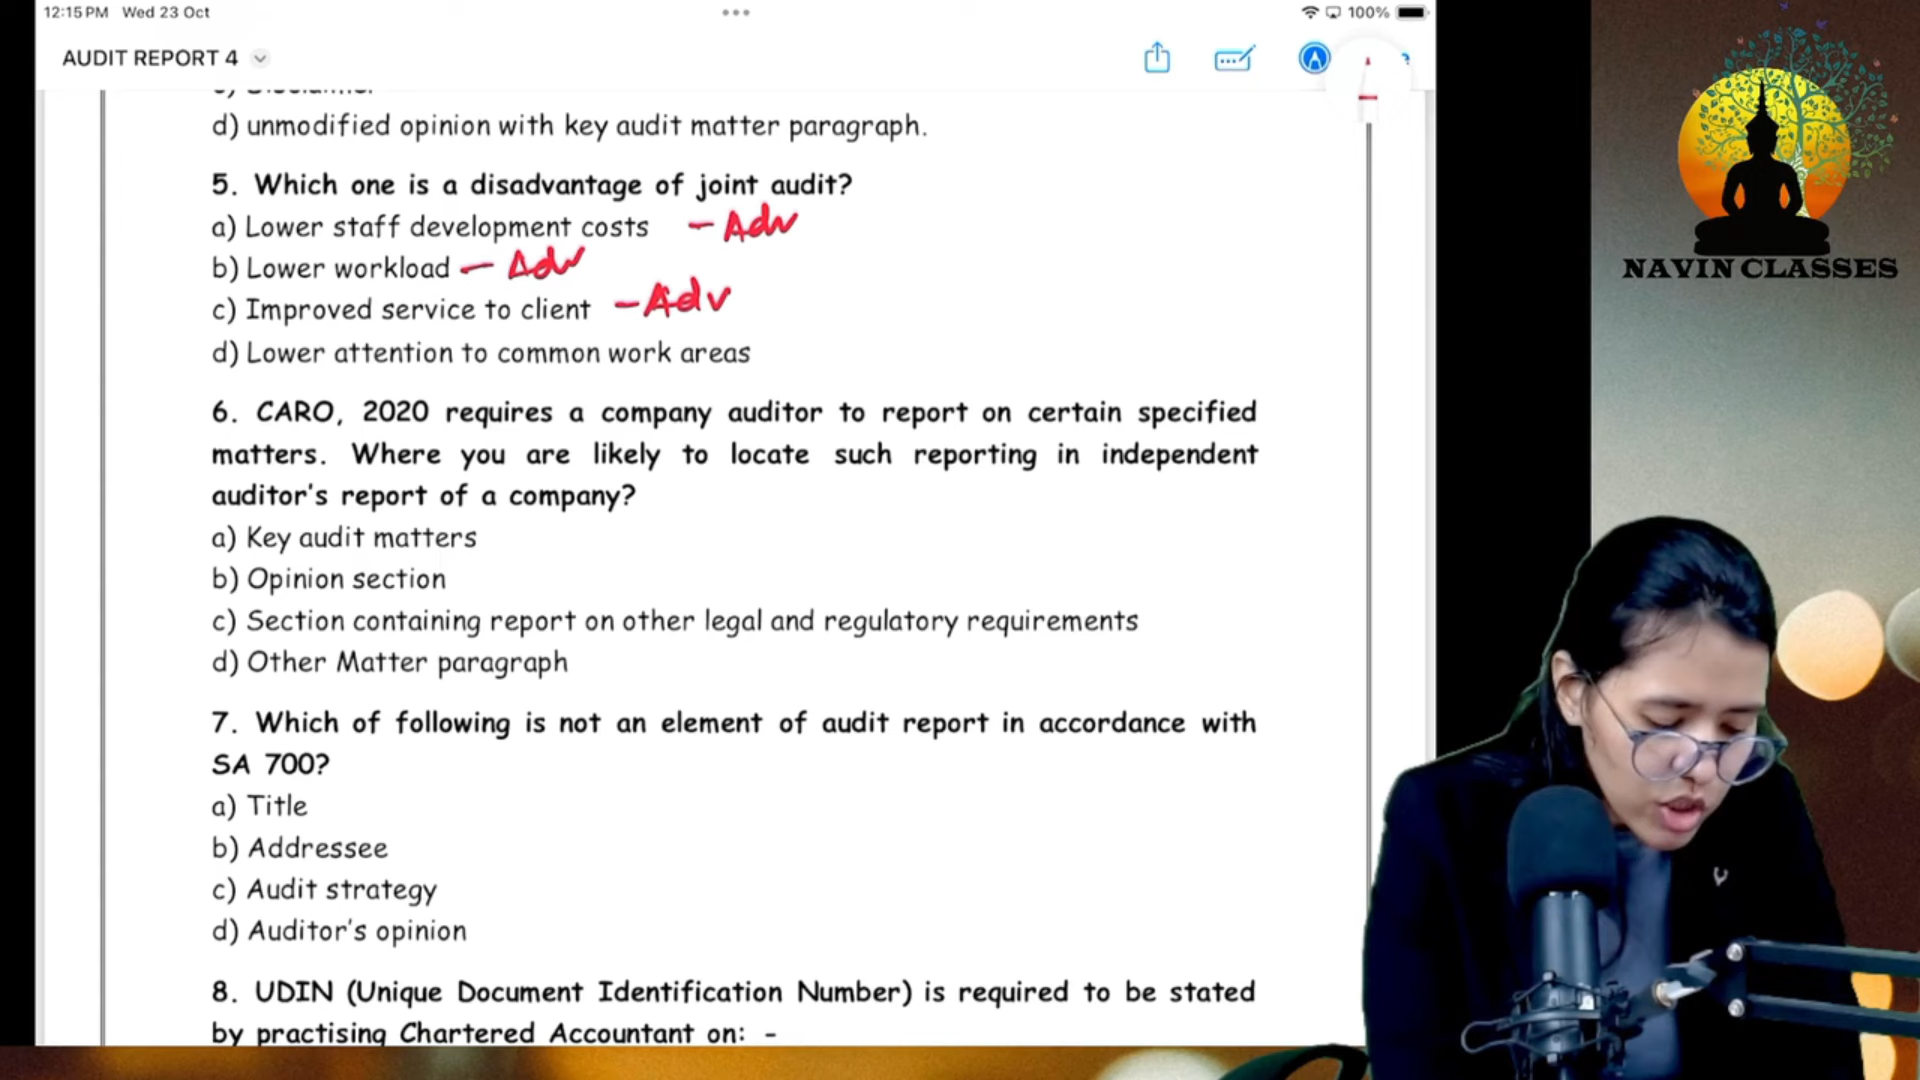 12:15 PM Wed 23 Oct
100%
AUDIT REPORT 4
d) unmodified opinion with key audit matter paragraph.
5. Which one is a disadvantage of joint audit?
a) Lower staff development costs - Adv
b) Lower workload - Adv
c) Improved service to client - Adv
d) Lower attention to common work areas
6. CARO, 2020 requires a company auditor to report on certain specified
matters. Where you are likely to locate such reporting in independent
auditor's report of a company?
a) Key audit matters
b) Opinion section
c) Section containing report on other legal and regulatory requirements
d) Other Matter paragraph
7. Which of following is not an element of audit report in accordance with
SA 700?
a) Title
b) Addressee
c) Audit strategy
d) Auditor's opinion
8. UDIN (Unique Document Identification Number) is required to be stated
by practising Chartered Accountant on: -
NAVIN CLASSES